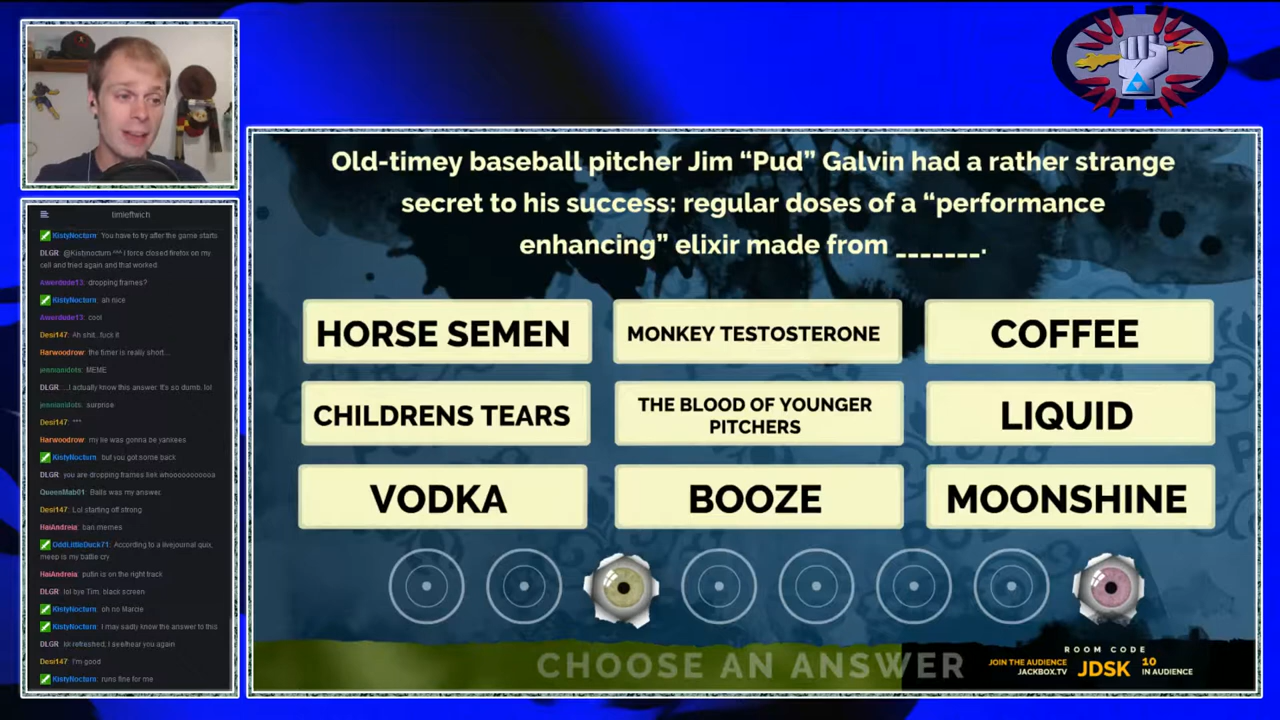 timleftwich
KistyNocturn: You have to try after the game starts
DLGR: @Kistynocturn ^^^ I force closed firefox on my
cell and tried again and that worked
Awerdude13: dropping frames?
KistyNocturn: ah nice
Awerdude13: cool
Desi147: Ah shit...fuck it
Harwoodrow: the timer is really short...
jennianidots: MEME
DLGR: ...I actually know this answer. It's so dumb, lol
jennianidots: surprise
Desi147: ^^^
Harwoodrow: my lie was gonna be yankees
KistyNocturn: but you got some back
DLGR: you are dropping frames liek whoooooooooa
QueenMab01: Balls was my answer.
Desi147: Lol starting off strong
HaiAndreia: ban memes
OddLittleDuck71: According to a livejournal quix,
meep is my battle cry
HaiAndreia: putin is on the right track
DLGR: lol bye Tim. black screen
KistyNocturn: oh no Marcie
KistyNocturn: I may sadly know the answer to this
DLGR: kk refreshed; I see/hear you again
Desi147: I'm good
KistyNocturn: runs fine for me
Old-timey baseball pitcher Jim “Pud” Galvin had a rather strange
secret to his success: regular doses of a “performance
enhancing” elixir made from _______.
HORSE SEMEN
MONKEY TESTOSTERONE
COFFEE
CHILDRENS TEARS
THE BLOOD OF YOUNGER
PITCHERS
LIQUID
VODKA
BOOZE
MOONSHINE
CHOOSE AN ANSWER
JOIN THE AUDIENCE
JACKBOX.TV
ROOM CODE
JDSK
10
IN AUDIENCE